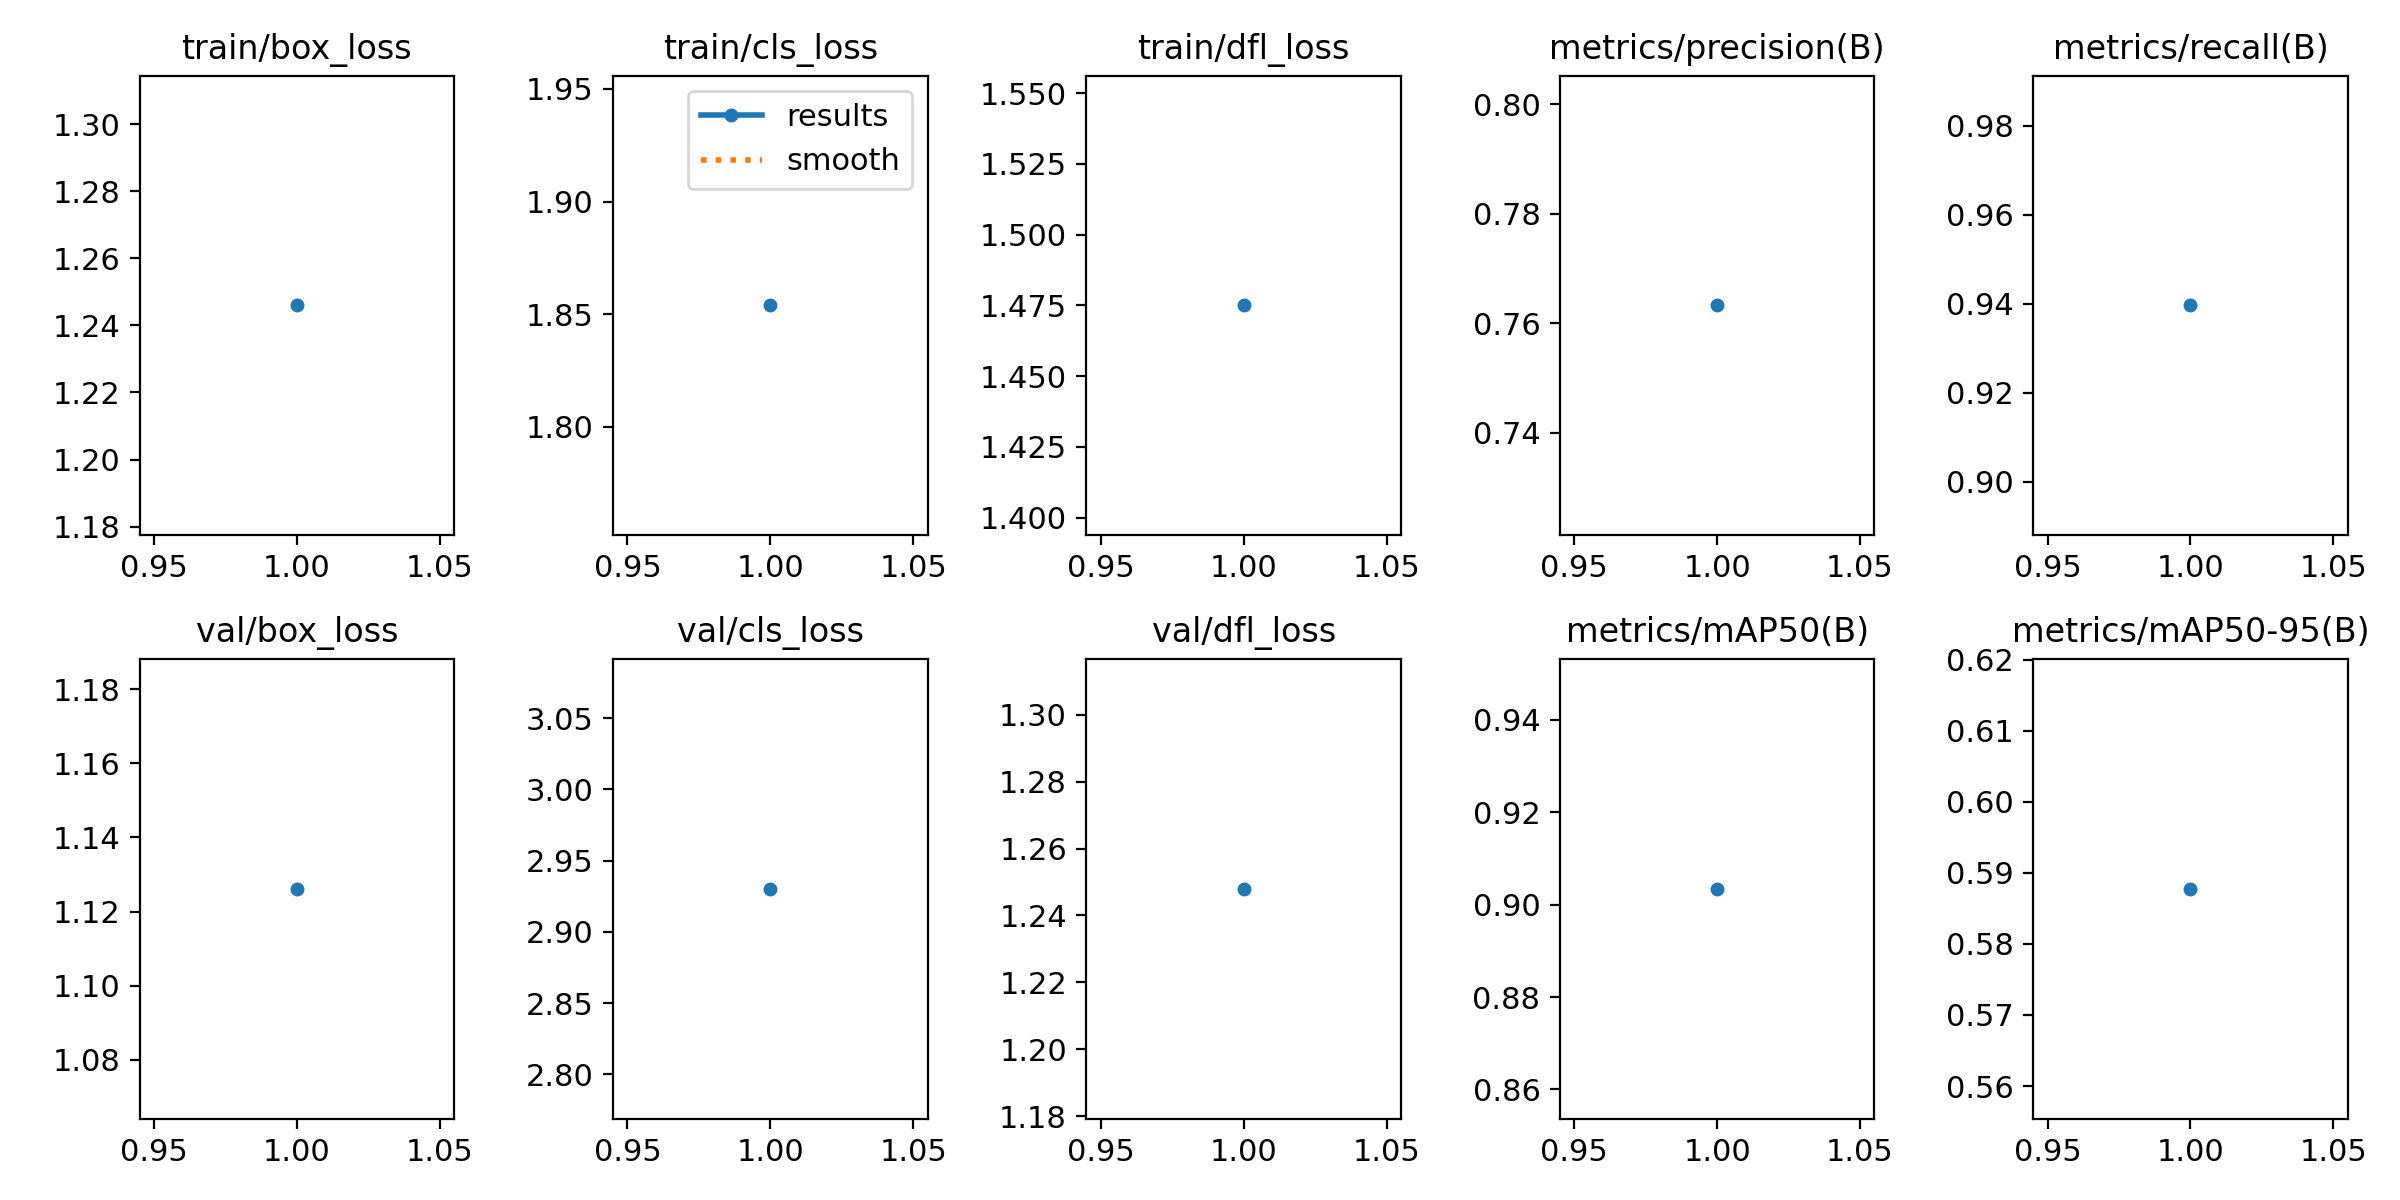 train/box_loss
1.30
1.28
1.26
1.24
1.22
1.20
1.18
0.95 1.00 1.05
train/cls_loss
1.95
1.90
1.85
1.80
results
smooth
0.95 1.00 1.05
train/dfl_loss
1.550
1.525
1.500
1.475
1.450
1.425
1.400
0.95 1.00 1.05
metrics/precision(B)
0.80
0.78
0.76
0.74
0.95 1.00 1.05
metrics/recall(B)
0.98
0.96
0.94
0.92
0.90
0.95 1.00 1.05
val/box_loss
1.18
1.16
1.14
1.12
1.10
1.08
0.95 1.00 1.05
val/cls_loss
3.05
3.00
2.95
2.90
2.85
2.80
0.95 1.00 1.05
val/dfl_loss
1.30
1.28
1.26
1.24
1.22
1.20
1.18
0.95 1.00 1.05
metrics/mAP50(B)
0.94
0.92
0.90
0.88
0.86
0.95 1.00 1.05
metrics/mAP50-95(B)
0.62
0.61
0.60
0.59
0.58
0.57
0.56
0.95 1.00 1.05